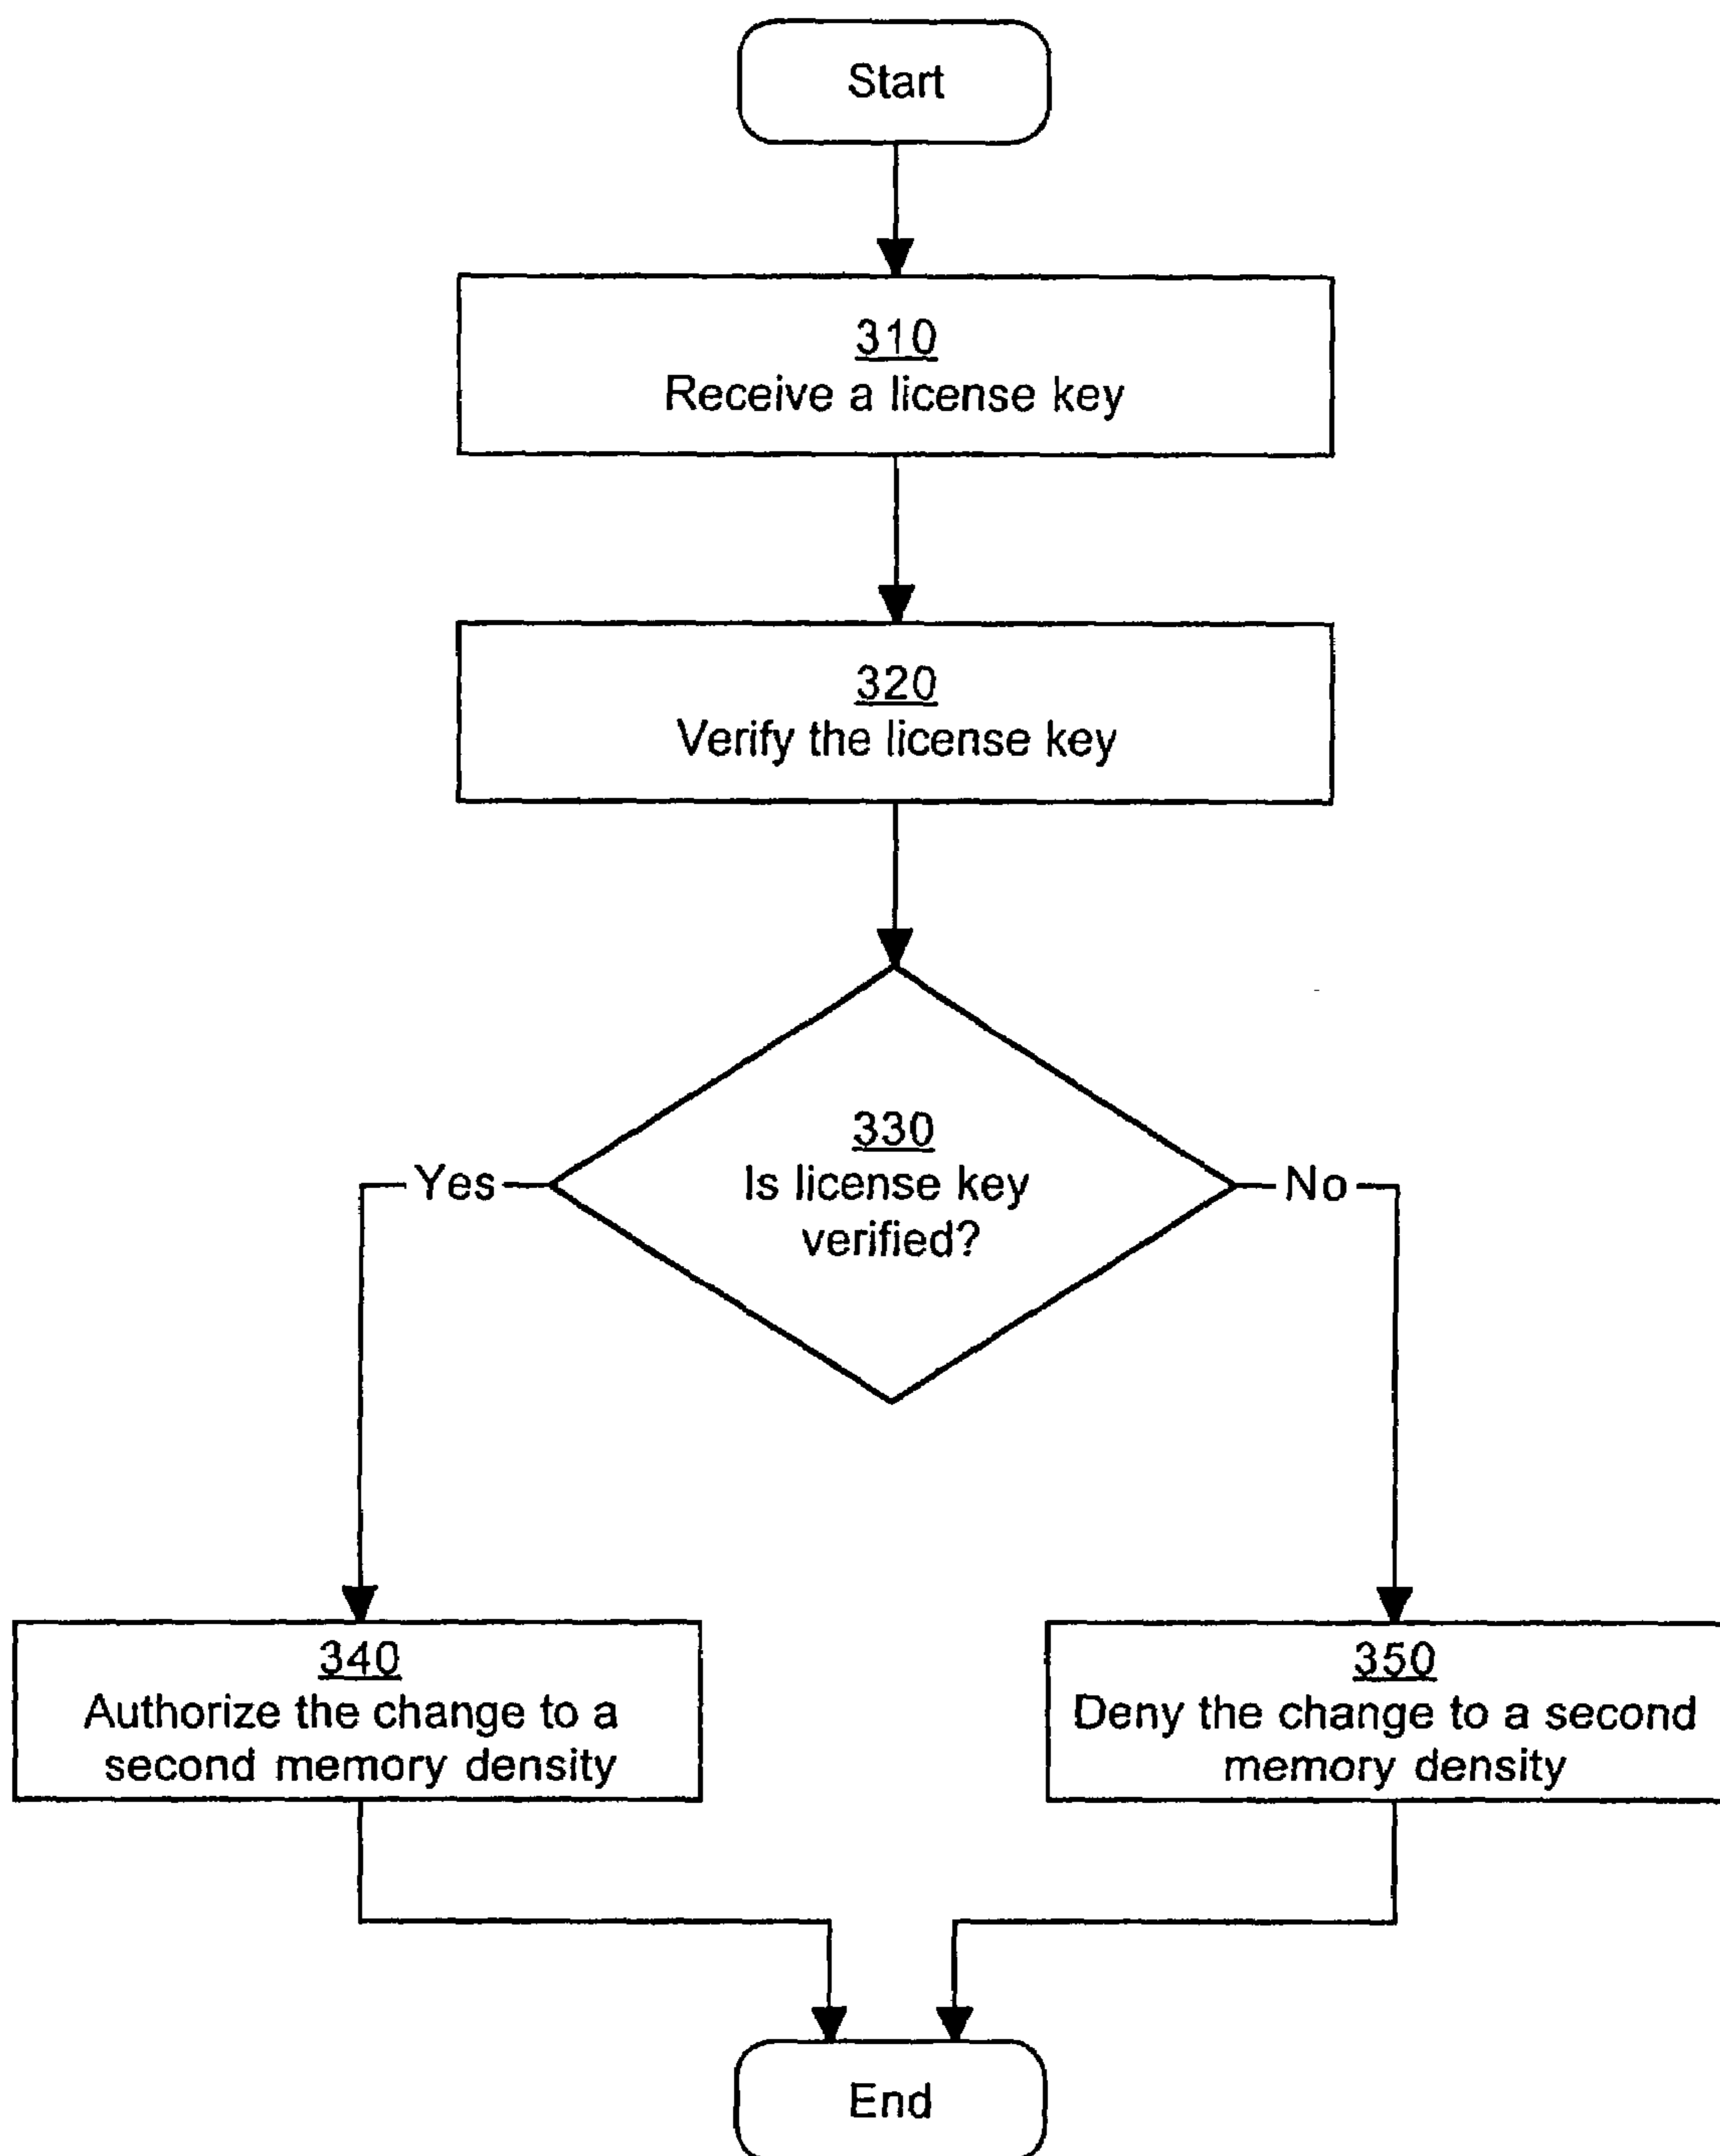 Start
310
Receive a license key
320
Verify the license key
330
Is license key
verified?
Yes
No
340
Authorize the change to a
second memory density
350
Deny the change to a second
memory density
End